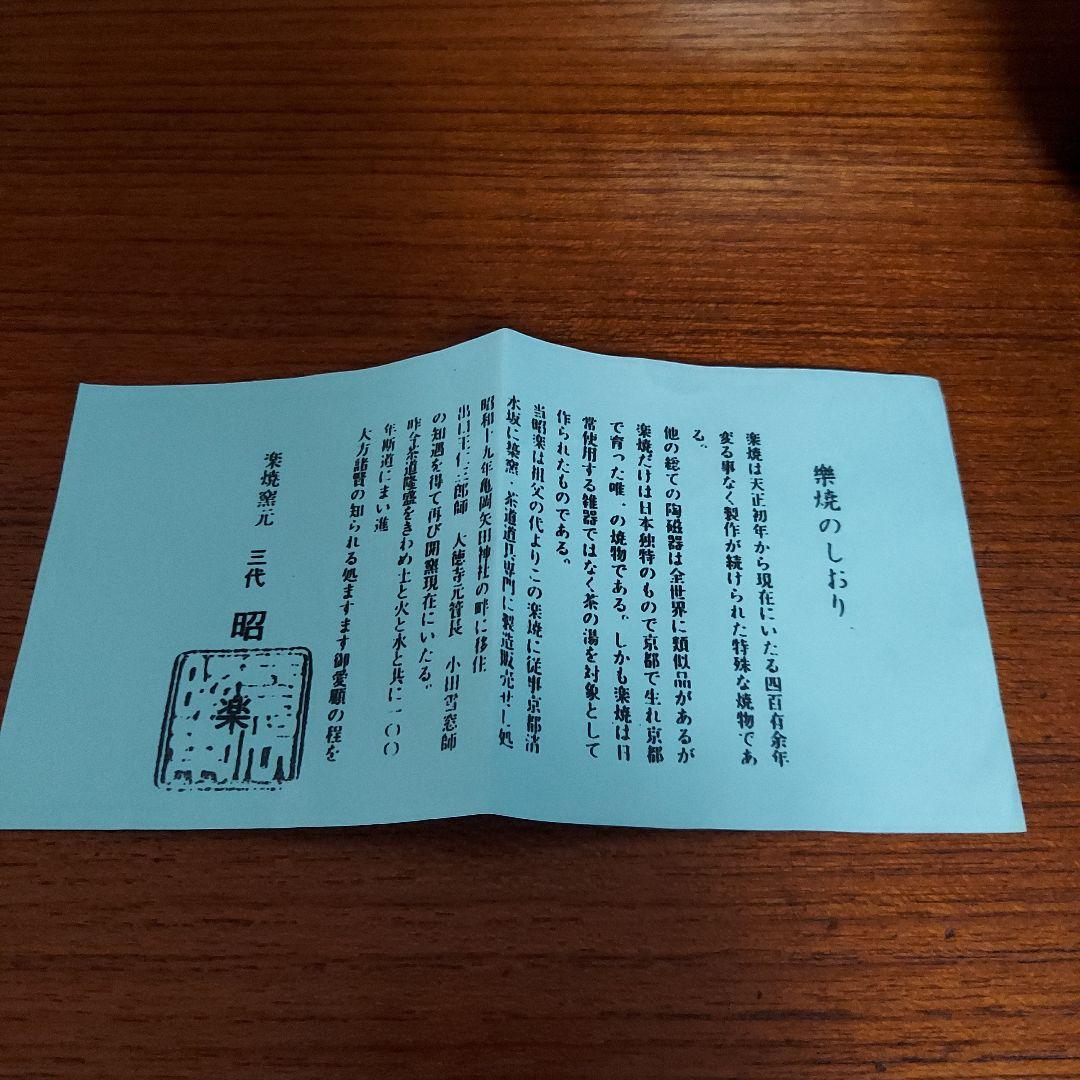 樂焼のしおり
楽焼は天正初年から現在にいたる四百有余年
変る事なく製作が続けられた特殊な焼物であ
る。
他の総ての陶磁器は全世界に類似品があるが
楽焼だけは日本独特のもので京都で生れ京都
で育った唯一の焼物である。しかも楽焼は日
常使用する雑器ではなく茶の湯を対象として
作られたものである。
当昭楽は祖父の代よりこの楽焼に従事京都清
水坂に築窯・茶道道具専門に製造販売せし処
昭和十九年亀岡矢田神社の畔に移住
出口王仁三郎師 大徳寺元管長 小田雪窓師
の知遇を得て再び開窯現在にいたる。
昨今茶道隆盛をきわめ土と火と水と共に一〇〇
年斯道にまい進
大方諸賢の知られる処ますます御愛顧の程を
楽焼窯元 三代 昭
楽